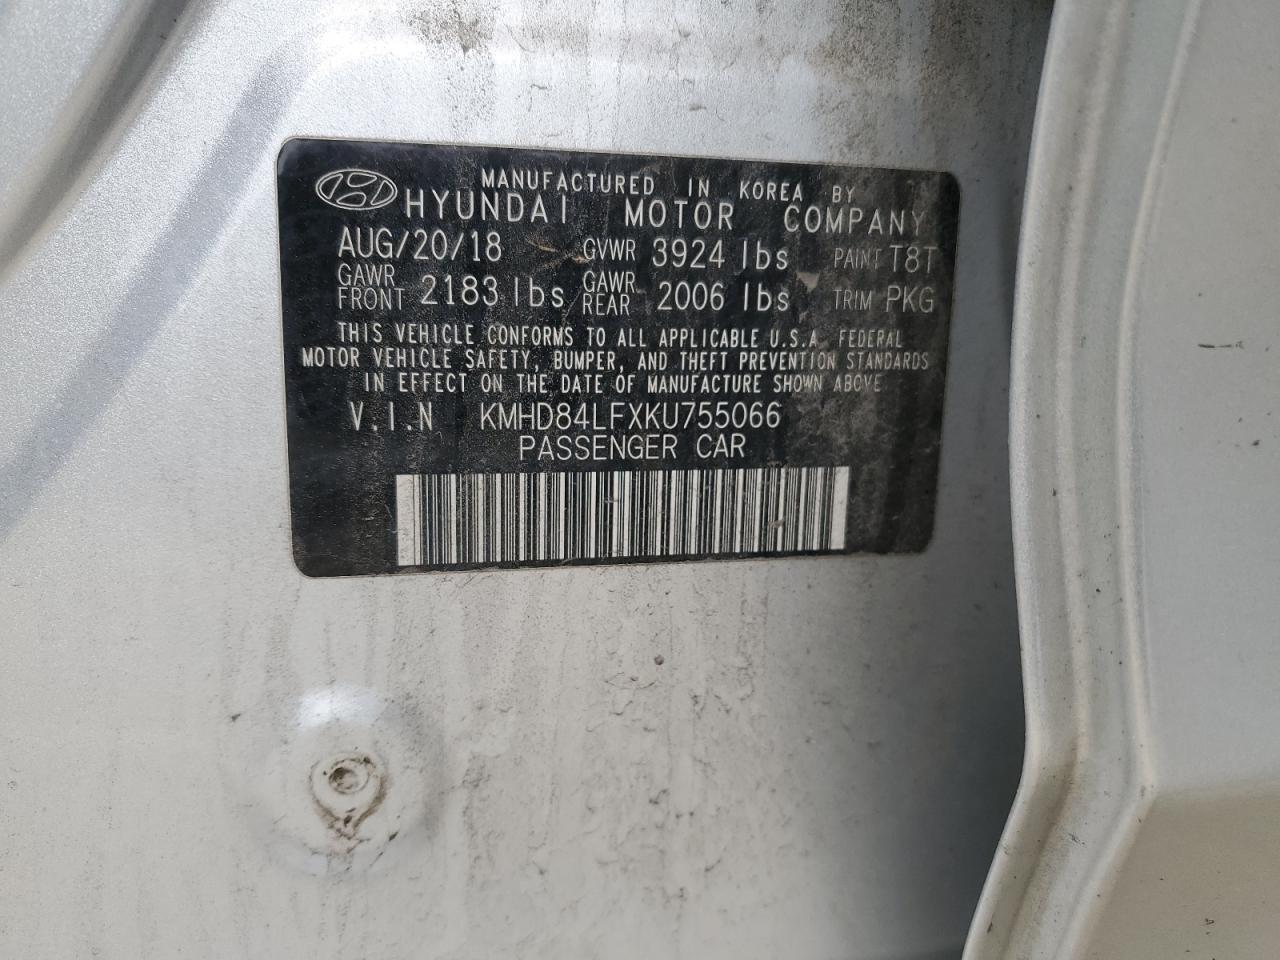 MANUFACTURED IN KOREA BY
HYUNDAI MOTOR COMPANY
AUG/20/18 GVWR 3924 lbs PAINT T8T
GAWR FRONT 2183 lbs GAWR REAR 2006 lbs TRIM PKG
THIS VEHICLE CONFORMS TO ALL APPLICABLE U.S.A. FEDERAL
MOTOR VEHICLE SAFETY, BUMPER, AND THEFT PREVENTION STANDARDS
IN EFFECT ON THE DATE OF MANUFACTURE SHOWN ABOVE
V.I.N KMHD84LFXKU755066
PASSENGER CAR